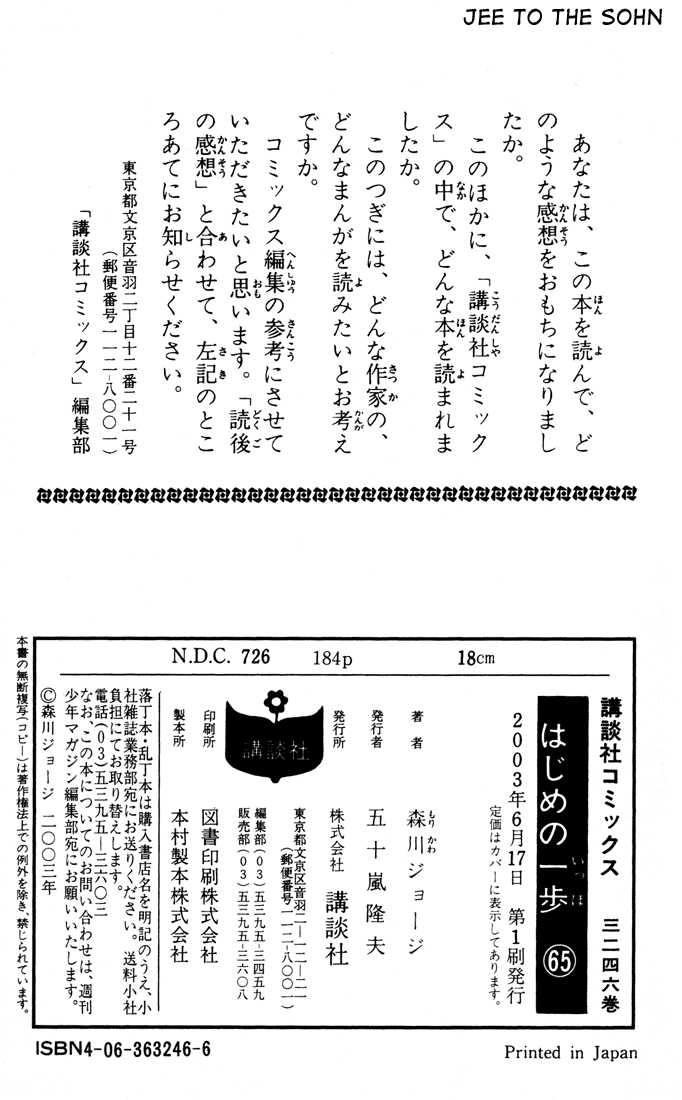 JEE TO THE SOHN
あなたは、この本を読んで、ど
のような感想をおもちになりまし
たか。
このほかに、「講談社コミック
ス」の中で、どんな本を読まれま
したか。
このつぎには、どんな作家の、
どんなまんがを読みたいとお考え
ですか。
コミックス編集の参考にさせて
いただきたいと思います。「読後
の感想」と合わせて、左記のとこ
ろあてにお知らせください。
東京都文京区音羽二丁目十二番二十一号
(郵便番号一一二-八〇〇一)
「講談社コミックス」編集部
N.D.C. 726 184p 18cm
講談社コミックス 三二四六巻
はじめの一歩 65
2003年6月17日 第1刷発行
定価はカバーに表示してあります。
著者 森川ジョージ
発行者 五十嵐隆夫
発行所 株式会社 講談社
東京都文京区音羽二-一二-二一
(郵便番号一一二-八〇〇一)
編集部(03)五三九五-三四五九
販売部(03)五三九五-三六〇八
講談社
印刷所 図書印刷株式会社
製本所 本村製本株式会社
落丁本・乱丁本は購入書店名を明記のうえ、小
社雑誌業務部宛にお送りください。送料小社
負担にてお取り替えします。
電話(03)五三九五-三六〇三
なお、この本についてのお問い合わせは、週刊
少年マガジン編集部宛にお願いいたします。
©森川ジョージ 二〇〇三年
本書の無断複写(コピー)は著作権法上での例外を除き、禁じられています。
ISBN4-06-363246-6
Printed in Japan